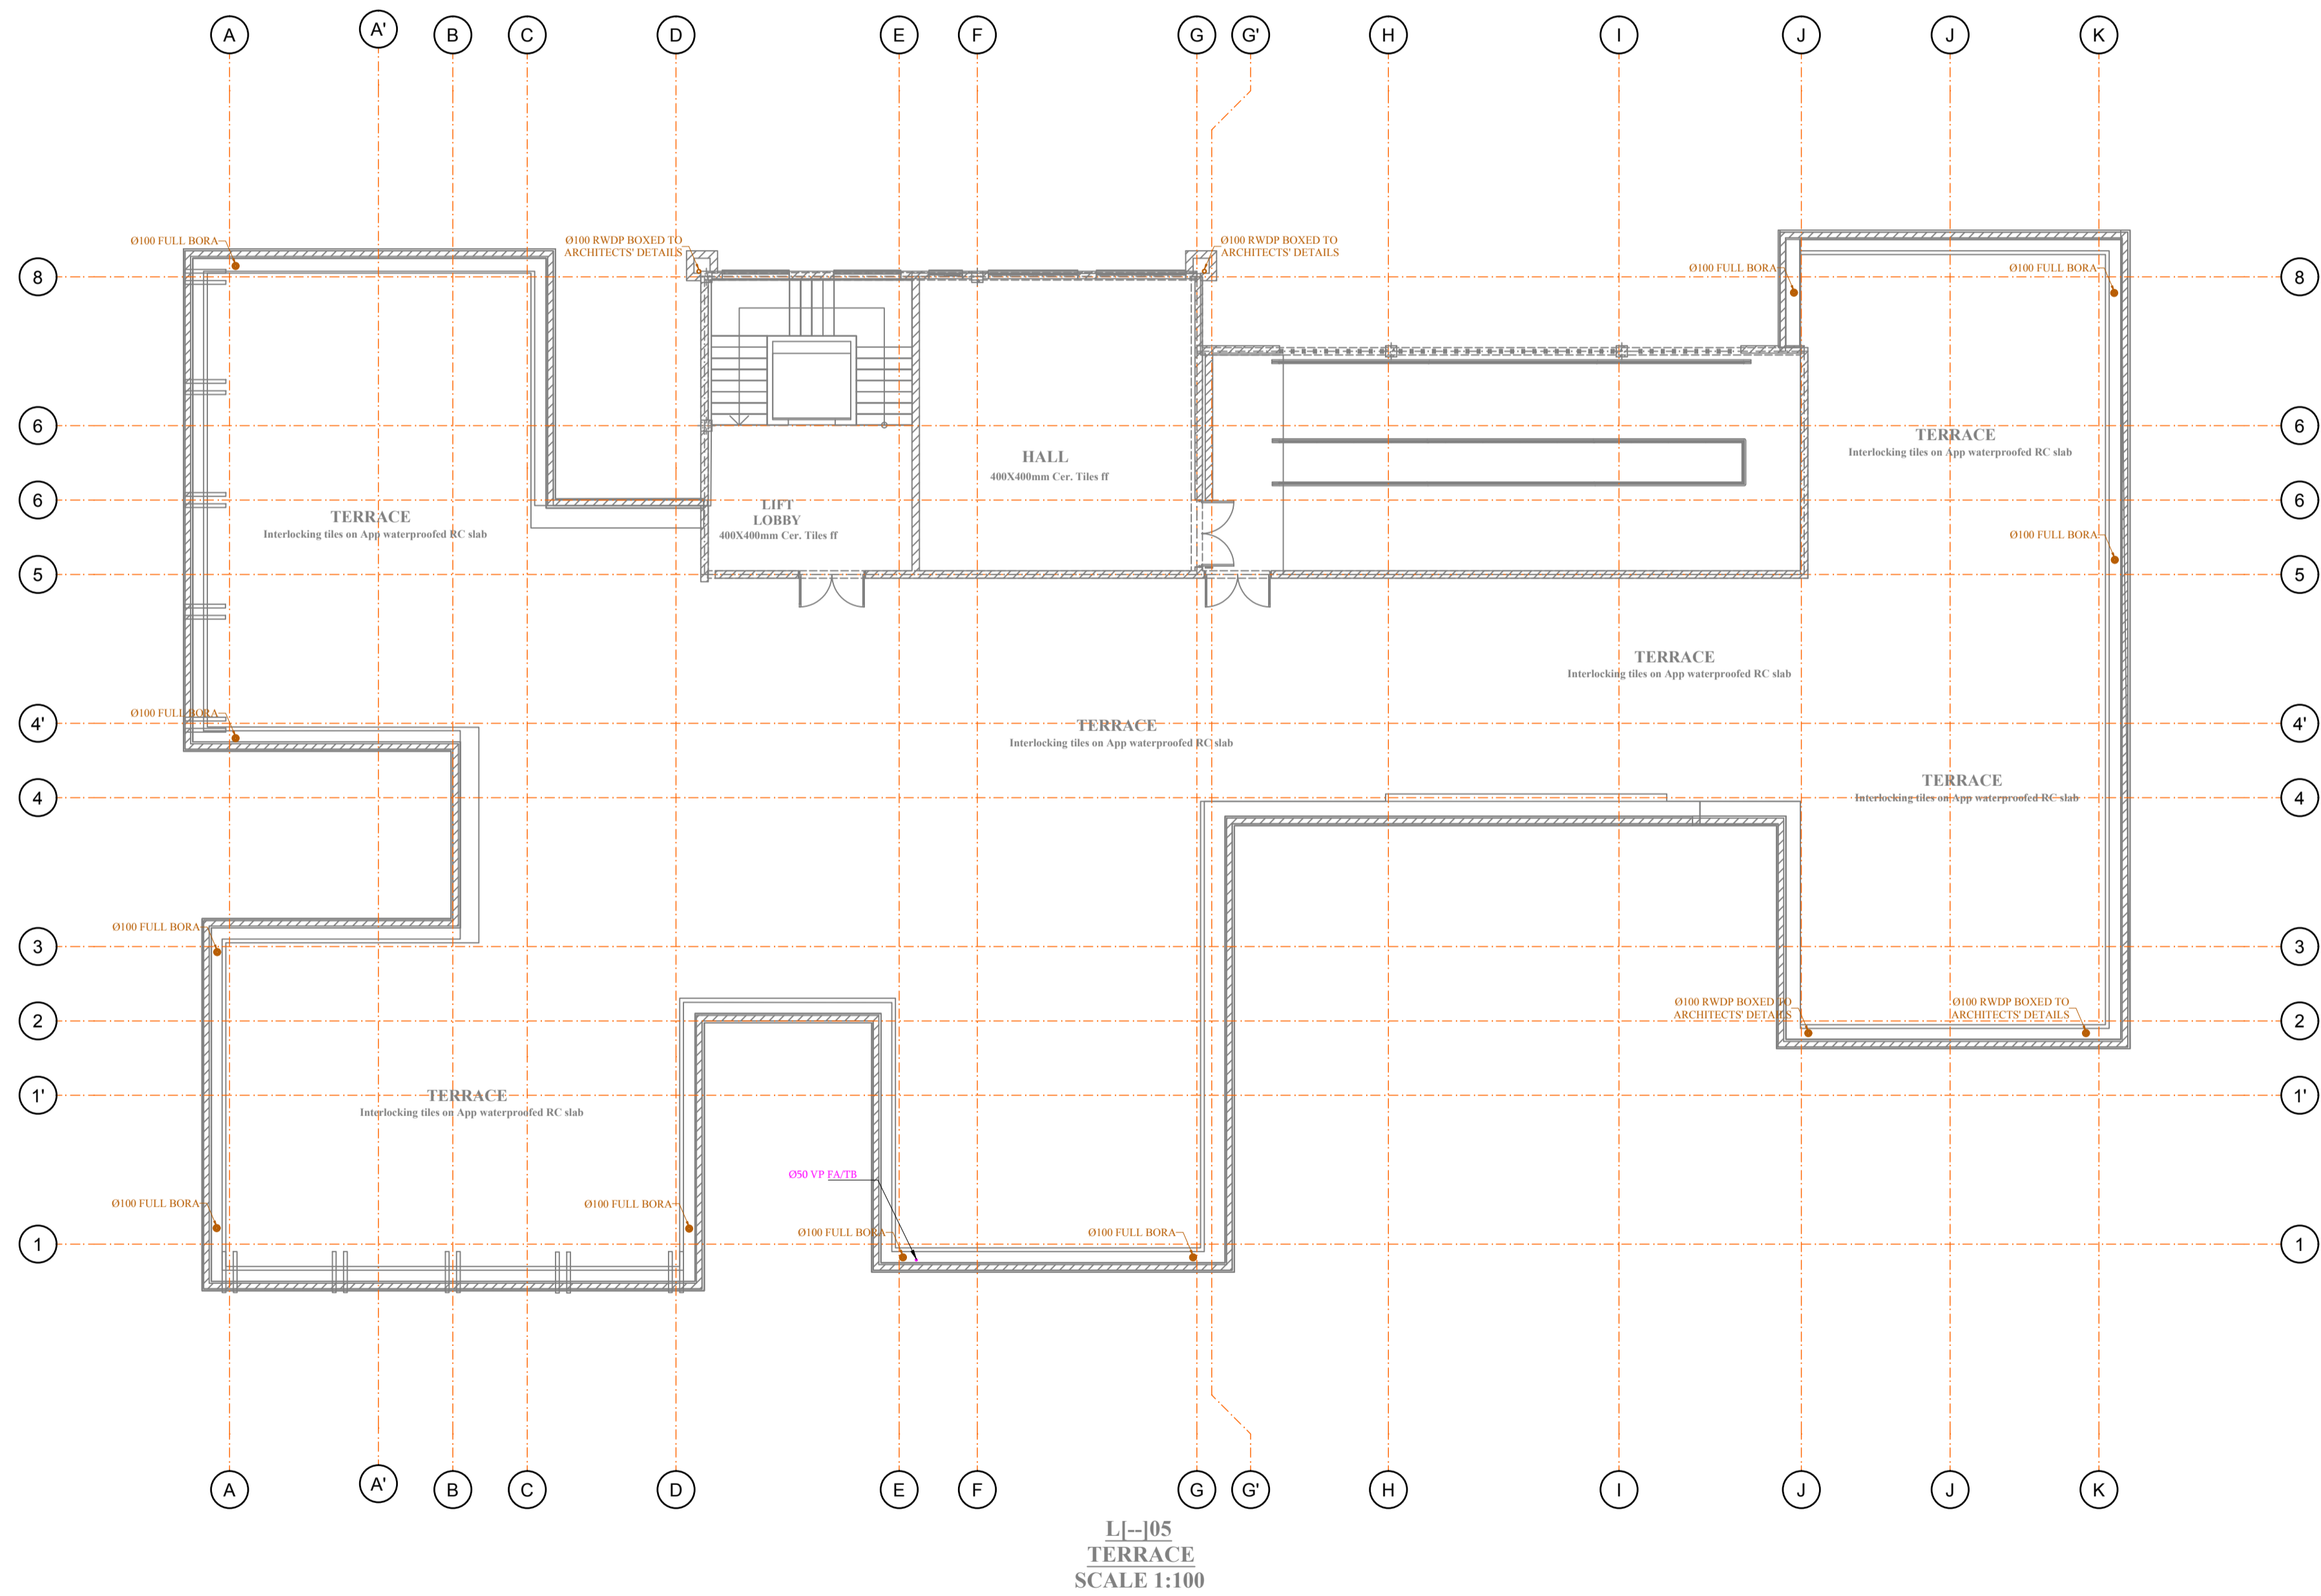 A A' B C D E F G G' H I J J K
Ø100 FULL BORA
Ø100 RWDP BOXED TO
ARCHITECTS' DETAILS
Ø100 RWDP BOXED TO
ARCHITECTS' DETAILS
Ø100 FULL BORA
Ø100 FULL BORA
8 8
6 6
TERRACE
Interlocking tiles on App waterproofed RC slab
HALL
400X400mm Cer. Tiles ff
6 6
LIFT
LOBBY
400X400mm Cer. Tiles ff
TERRACE
Interlocking tiles on App waterproofed RC slab
Ø100 FULL BORA
5 5
TERRACE
Interlocking tiles on App waterproofed RC slab
Ø100 FULL BORA
4' 4'
TERRACE
Interlocking tiles on App waterproofed RC slab
TERRACE
Interlocking tiles on App waterproofed RC slab
4 4
Ø100 FULL BORA
3 3
Ø100 RWDP BOXED TO
ARCHITECTS' DETAILS
Ø100 RWDP BOXED TO
ARCHITECTS' DETAILS
2 2
1' 1'
TERRACE
Interlocking tiles on App waterproofed RC slab
Ø50 VP FA/TB
Ø100 FULL BORA
Ø100 FULL BORA
Ø100 FULL BORA
Ø100 FULL BORA
1 1
A A' B C D E F G G' H I J J K
L[--]05
TERRACE
SCALE 1:100